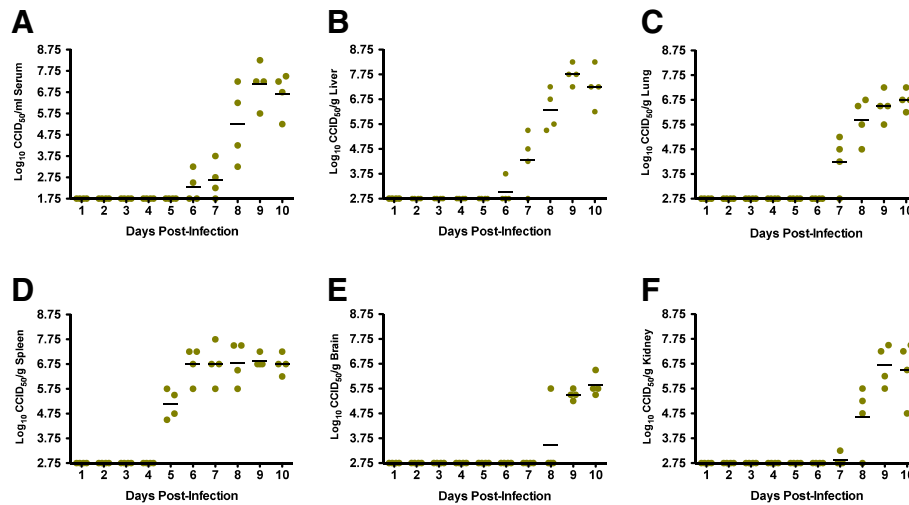 A
Log10 CCID50/ml Serum
8.75
7.75
6.75
5.75
4.75
3.75
2.75
1.75
1 2 3 4 5 6 7 8 9 10
Days Post-Infection
B
Log10 CCID50/g Liver
8.75
7.75
6.75
5.75
4.75
3.75
2.75
1 2 3 4 5 6 7 8 9 10
Days Post-Infection
C
Log10 CCID50/g Lung
8.75
7.75
6.75
5.75
4.75
3.75
2.75
1 2 3 4 5 6 7 8 9 10
Days Post-Infection
D
Log10 CCID50/g Spleen
8.75
7.75
6.75
5.75
4.75
3.75
2.75
1 2 3 4 5 6 7 8 9 10
Days Post-Infection
E
Log10 CCID50/g Brain
8.75
7.75
6.75
5.75
4.75
3.75
2.75
1 2 3 4 5 6 7 8 9 10
Days Post-Infection
F
Log10 CCID50/g Kidney
8.75
7.75
6.75
5.75
4.75
3.75
2.75
1 2 3 4 5 6 7 8 9 10
Days Post-Infection